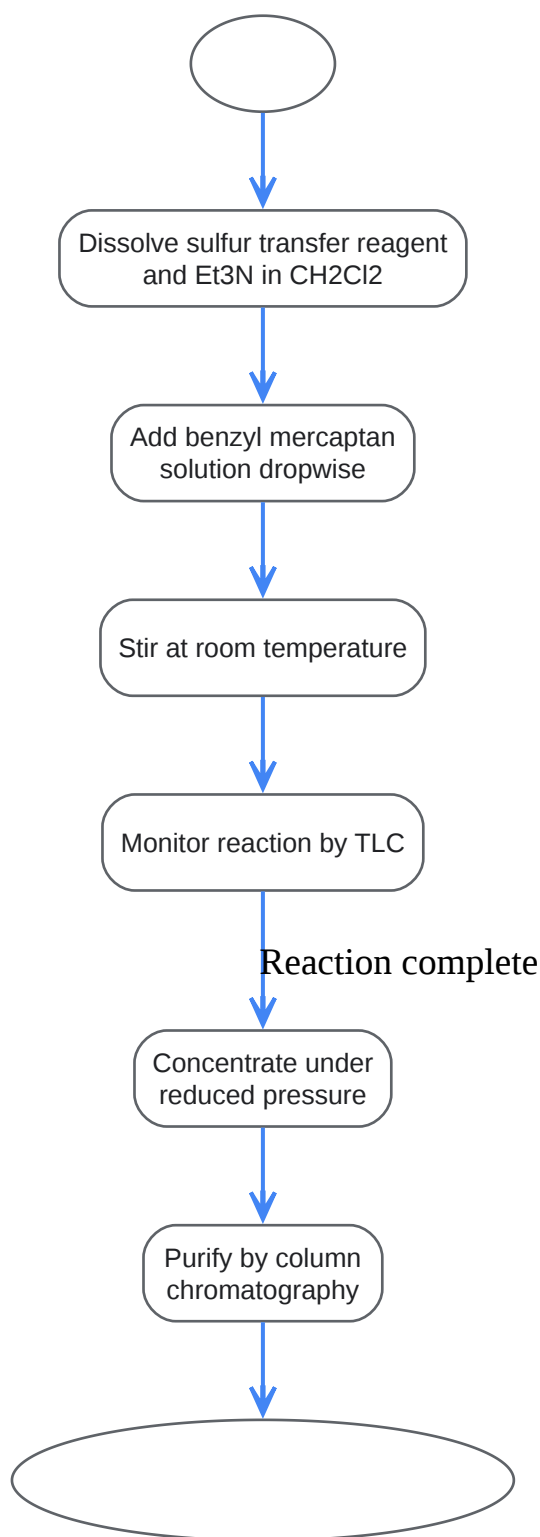 Dissolve sulfur transfer reagent
and Et3N in CH2Cl2
Add benzyl mercaptan
solution dropwise
Stir at room temperature
Monitor reaction by TLC
Reaction complete
Concentrate under
reduced pressure
Purify by column
chromatography